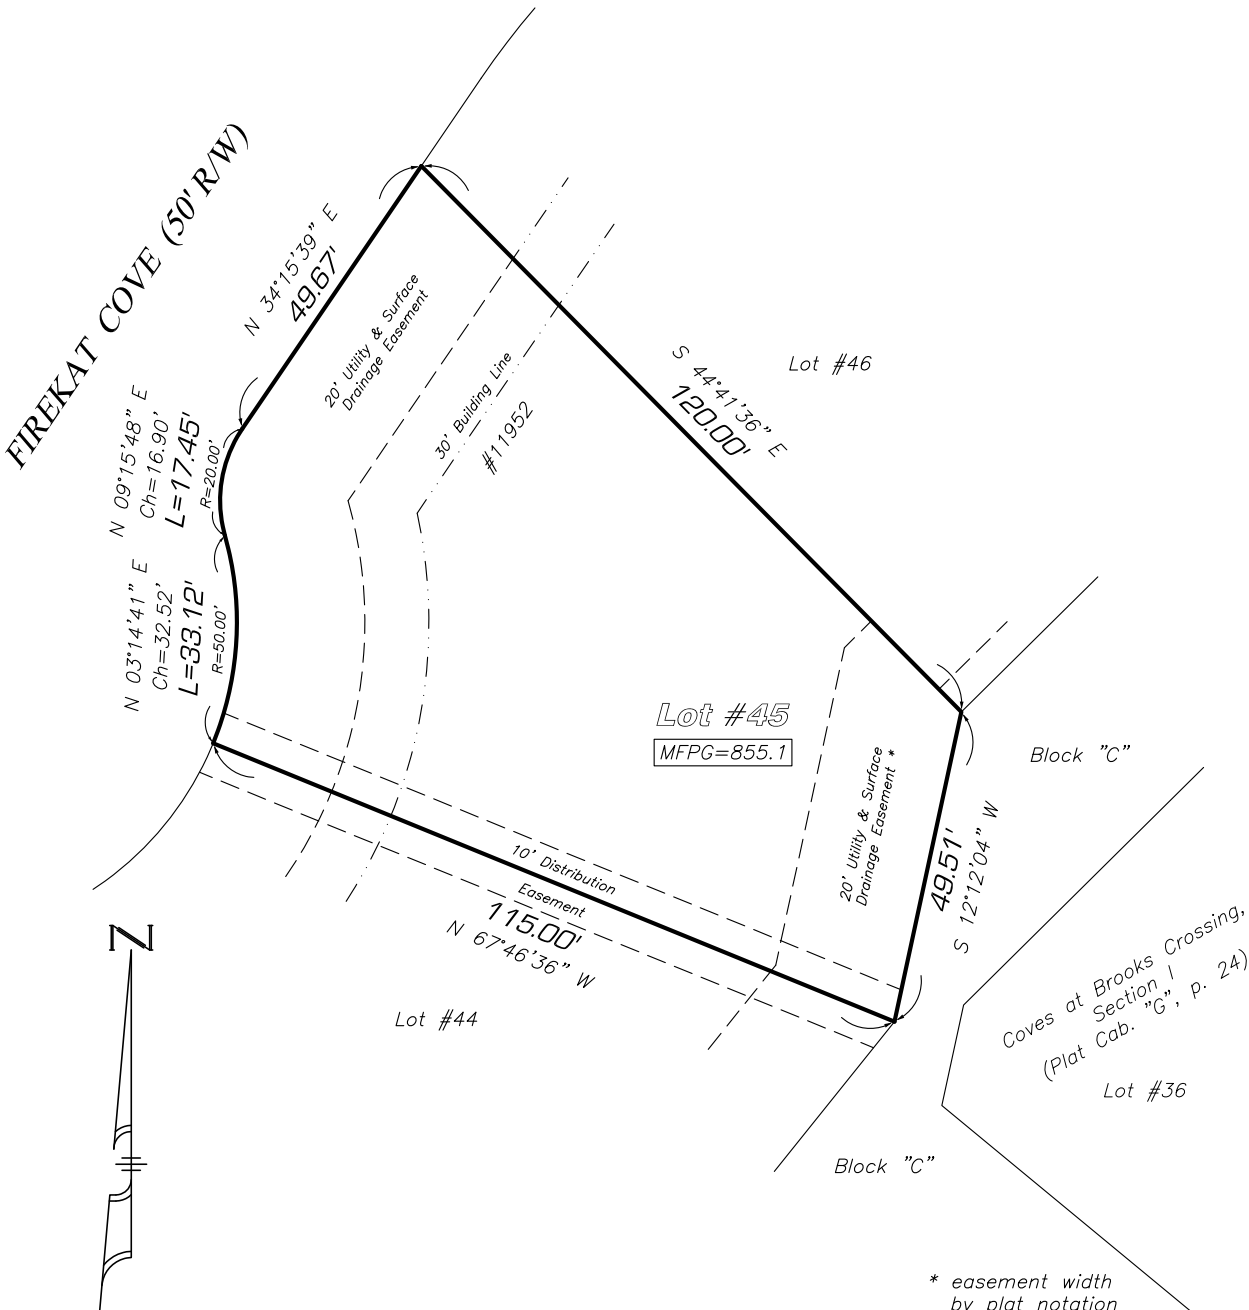 FIREKAT COVE (50' R/W)
N 34°15'39" E
49.67'
20' Utility & Surface
Drainage Easement
30' Building Line
#11952
S 44°41'36" E
120.00'
Lot #46
N 09°15'48" E
Ch=16.90'
L=17.45'
R=20.00'
N 03°14'41" E
Ch=32.52'
L=33.12'
R=50.00'
Lot #45
MFPG=855.1
20' Utility & Surface
Drainage Easement *
Block "C"
49.51'
S 12°12'04" W
10' Distribution
Easement
115.00'
N 67°46'36" W
Lot #44
Coves at Brooks Crossing,
Section I
(Plat Cab. "G", p. 24)
Lot #36
Block "C"
N
* easement width
by plat notation